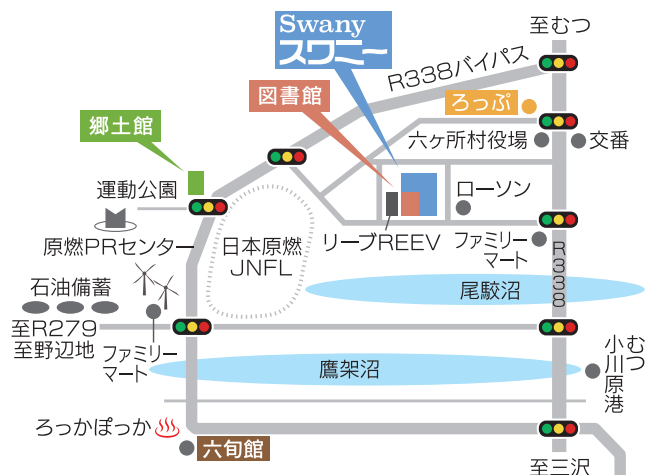 至むつ
Swany
スワニー
R338バイパス
図書館
ろっぷ
郷土館
六ヶ所村役場
交番
運動公園
ローソン
原燃PRセンター
日本原燃
JNFL
リーブREEV
ファミリー
マート
R338
石油備蓄
尾駮沼
至R279
至野辺地
ファミリー
マート
鷹架沼
むつ
小川原港
ろっかぽっか
六旬館
至三沢